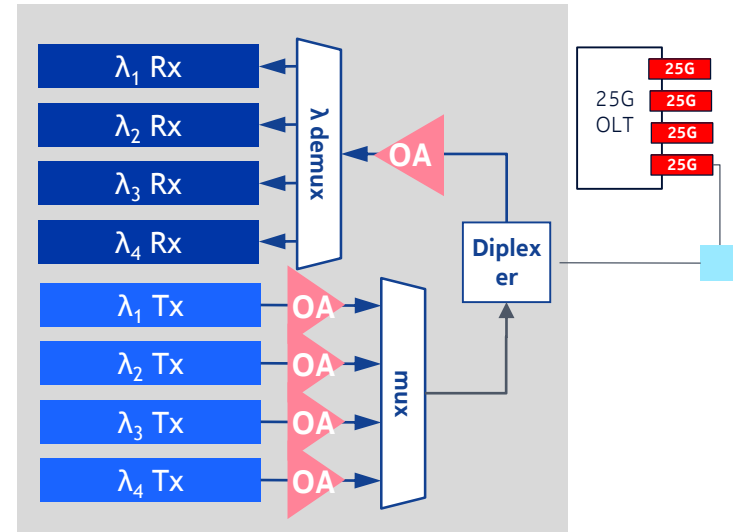 λ1 Rx
λ2 Rx
λ3 Rx
λ4 Rx
λ demux
OA
Diplex
er
λ1 Tx
λ2 Tx
λ3 Tx
λ4 Tx
OA
OA
OA
OA
mux
25G
OLT
25G
25G
25G
25G